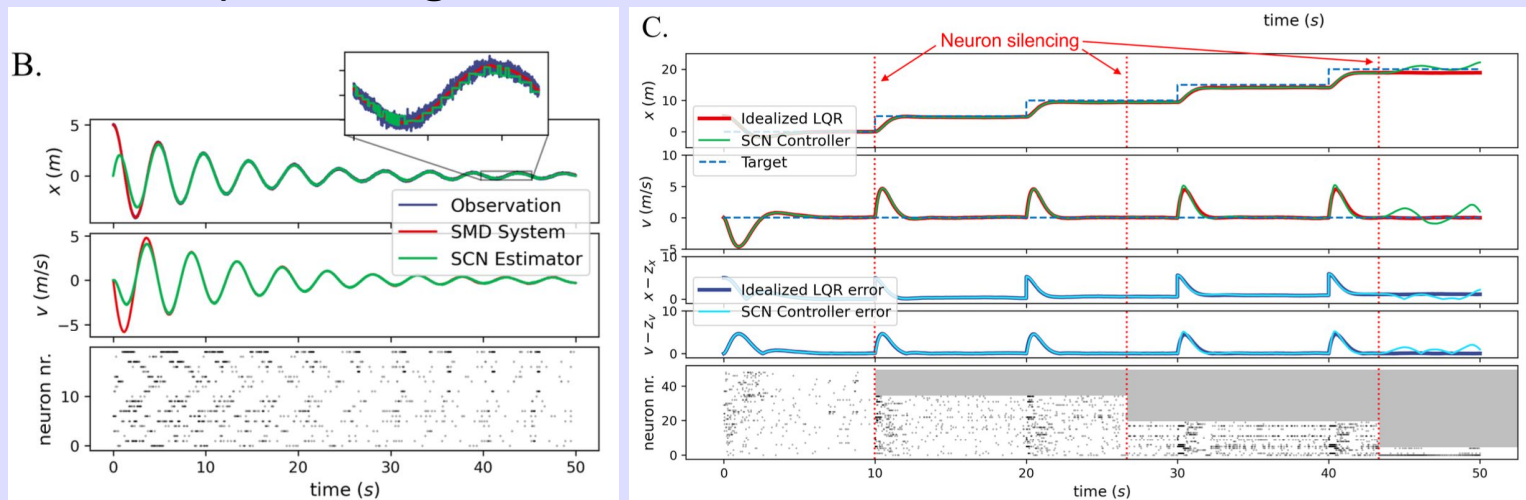 B.
x (m)
5
0
Observation
SMD System
SCN Estimator
v (m/s)
5
0
−5
neuron nr.
10
0
0
10
20
30
40
50
time (s)
C.
time (s)
Neuron silencing
x (m)
20
10
0
Idealized LQR
SCN Controller
Target
v (m/s)
10
5
0
−5
x − zₓ
10
0
Idealized LQR error
SCN Controller error
v − zᵥ
10
0
neuron nr.
40
20
0
0
10
20
30
40
50
time (s)